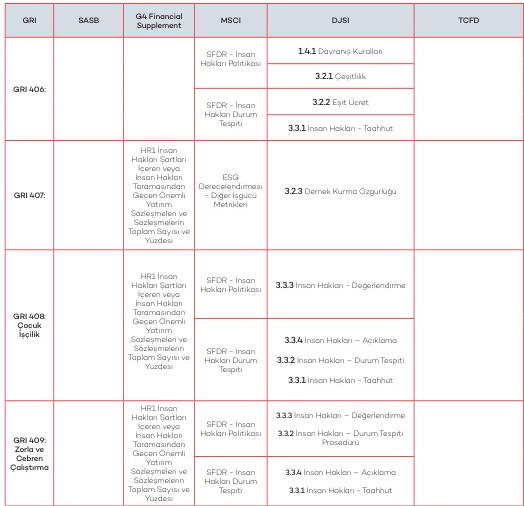 GRI
SASB
G4 Financial
Supplement
MSCI
DJSI
TCFD
GRI 406:
SFDR - İnsan
Hakları Politikası
SFDR - İnsan
Hakları Durum
Tespiti
1.4.1 Davranış Kuralları
3.2.1 Çeşitlilik
3.2.2 Eşit Ücret
3.3.1 İnsan Hakları - Taahhüt
GRI 407:
HR1 İnsan
Hakları Şartları
İçeren veya
İnsan Hakları
Taramasından
Geçen Önemli
Yatırım
Sözleşmeleri ve
Sözleşmelerin
Toplam Sayısı ve
Yüzdesi
ESG
Derecelendirmesi
- Diğer İşgücü
Metrikleri
3.2.3 Dernek Kurma Özgürlüğü
GRI 408:
Çocuk
İşçilik
HR1 İnsan
Hakları Şartları
İçeren veya
İnsan Hakları
Taramasından
Geçen Önemli
Yatırım
Sözleşmeleri ve
Sözleşmelerin
Toplam Sayısı ve
Yüzdesi
SFDR - İnsan
Hakları Politikası
SFDR - İnsan
Hakları Durum
Tespiti
3.3.3 İnsan Hakları - Değerlendirme
3.3.4 İnsan Hakları – Açıklama
3.3.2 İnsan Hakları – Durum Tespiti
3.3.1 İnsan Hakları - Taahhüt
GRI 409:
Zorla ve
Cebren
Çalıştırma
HR1 İnsan
Hakları Şartları
İçeren veya
İnsan Hakları
Taramasından
Geçen Önemli
Yatırım
Sözleşmeleri ve
Sözleşmelerin
Toplam Sayısı ve
Yüzdesi
SFDR - İnsan
Hakları Politikası
SFDR - İnsan
Hakları Durum
Tespiti
3.3.3 İnsan Hakları – Değerlendirme
3.3.2 İnsan Hakları – Durum Tespiti
Prosedürü
3.3.4 İnsan Hakları – Açıklama
3.3.1 İnsan Hakları - Taahhüt